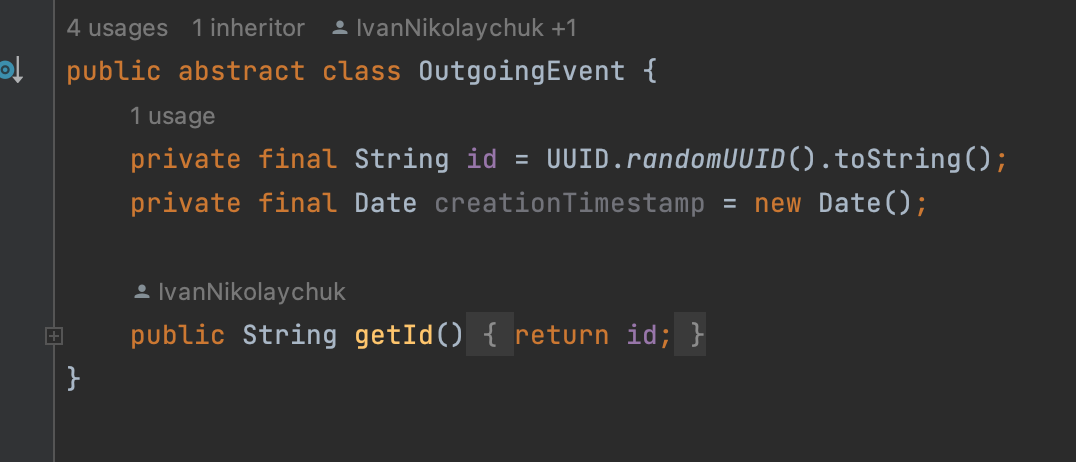 4 usages 1 inheritor IvanNikolaychuk +1
public abstract class OutgoingEvent {
1 usage
private final String id = UUID.randomUUID().toString();
private final Date creationTimestamp = new Date();
IvanNikolaychuk
public String getId() { return id; }
}